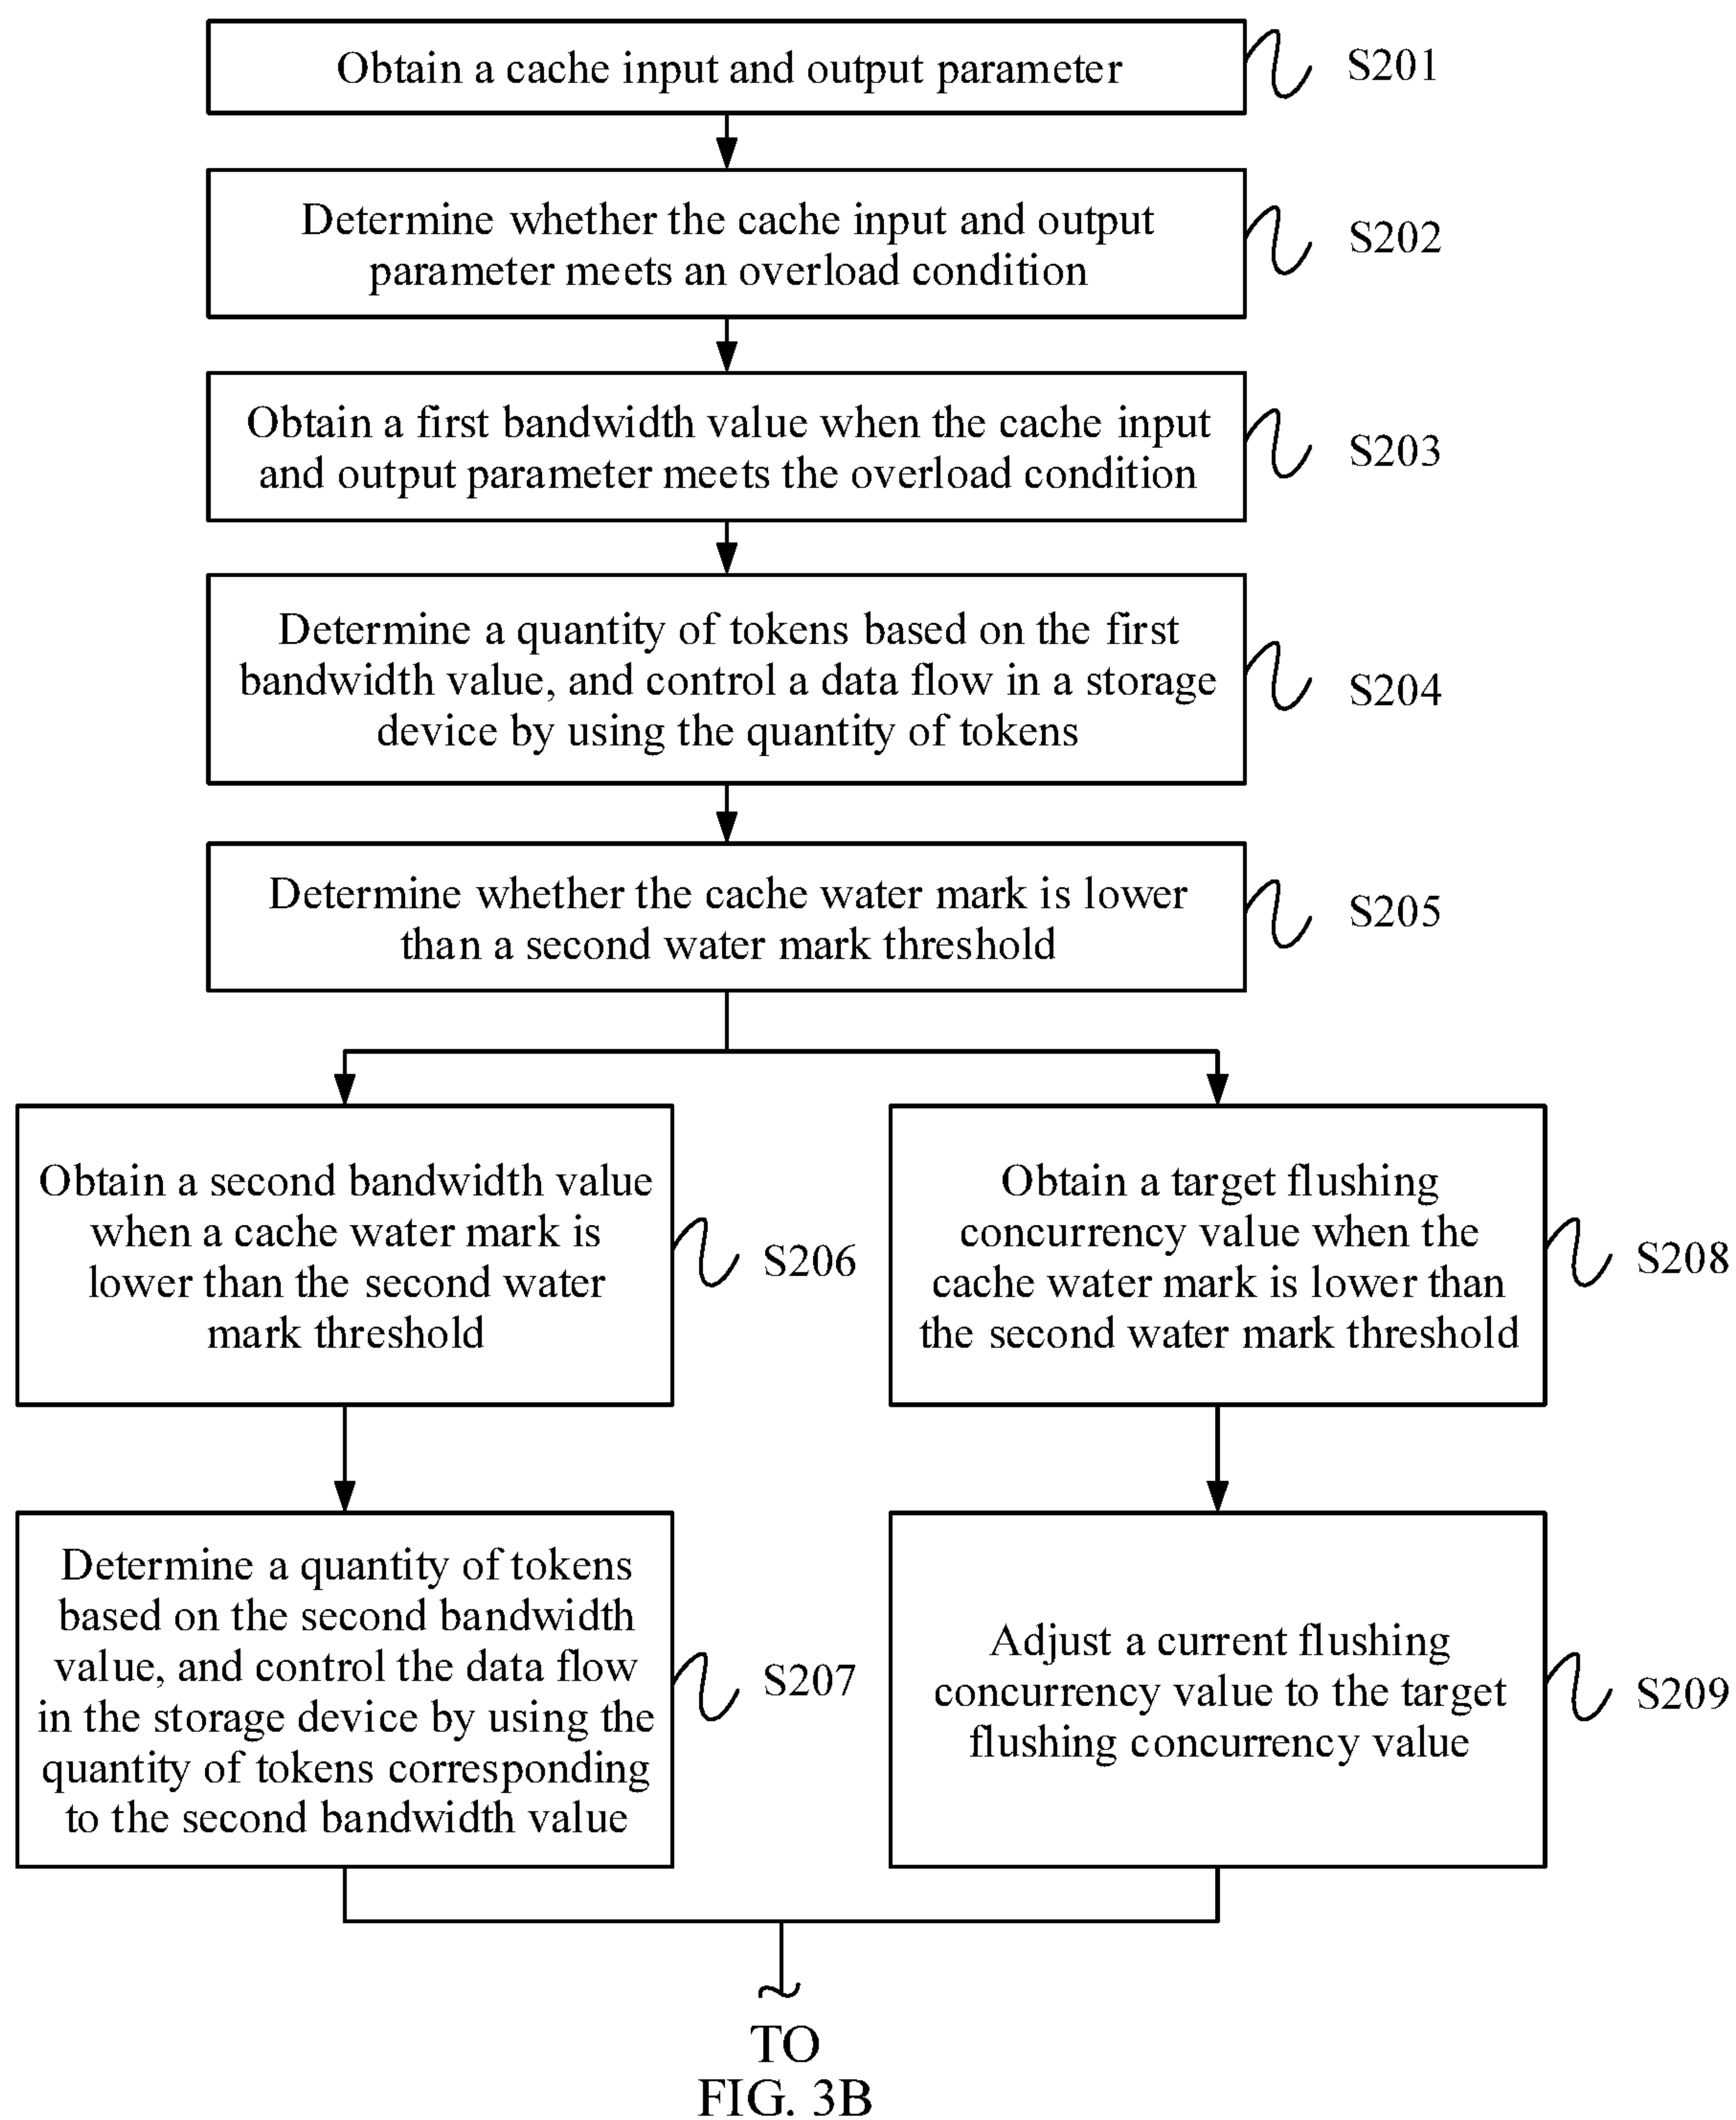 Obtain a cache input and output parameter
S201
Determine whether the cache input and output
parameter meets an overload condition
S202
Obtain a first bandwidth value when the cache input
and output parameter meets the overload condition
S203
Determine a quantity of tokens based on the first
bandwidth value, and control a data flow in a storage
device by using the quantity of tokens
S204
Determine whether the cache water mark is lower
than a second water mark threshold
S205
Obtain a second bandwidth value
when a cache water mark is
lower than the second water
mark threshold
S206
Obtain a target flushing
concurrency value when the
cache water mark is lower than
the second water mark threshold
S208
Determine a quantity of tokens
based on the second bandwidth
value, and control the data flow
in the storage device by using the
quantity of tokens corresponding
to the second bandwidth value
S207
Adjust a current flushing
concurrency value to the target
flushing concurrency value
S209
TO
FIG. 3B